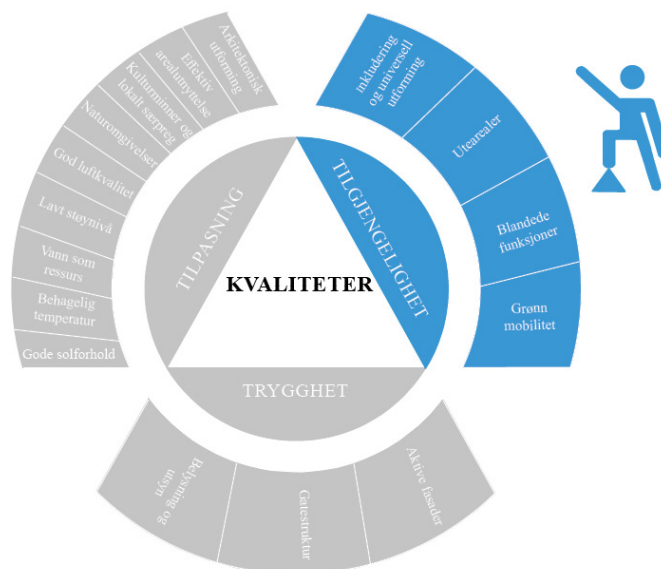 Arkitektonisk
utforming
Effektiv
arealutnyttelse
Kulturminner og
lokalt særpreg
Naturomgivelser
God luftkvalitet
Lavt støynivå
Vann som
ressurs
Behagelig
temperatur
Gode solforhold
TILPASNING
KVALITETER
TILGJENGELIGHET
Inkludering
og universell
utforming
Utearealer
Blandede
funksjoner
Grønn
mobilitet
TRYGGHET
Belysning og
utsyn
Gatestruktur
Aktive fasader